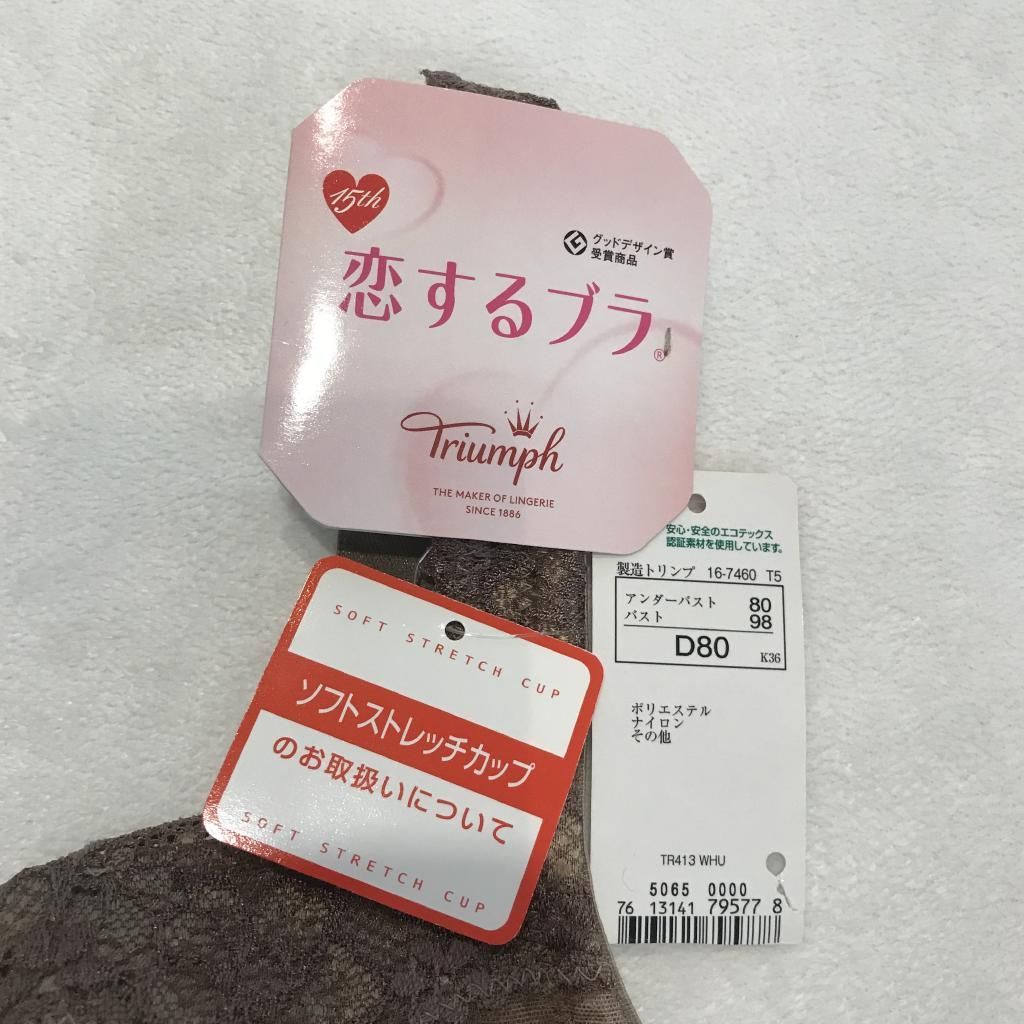 15th
グッドデザイン賞
受賞商品
恋するブラ®
Triumph
THE MAKER OF LINGERIE
SINCE 1886
安心・安全のエコテックス
認証素材を使用しています。
製造トリンプ 16-7460 T5
アンダーバスト 80
バスト 98
D80 K36
ポリエステル
ナイロン
その他
TR413 WHU
5065 0000
76 13141 79577 8
SOFT STRETCH CUP
ソフトストレッチカップ
のお取扱いについて
SOFT STRETCH CUP